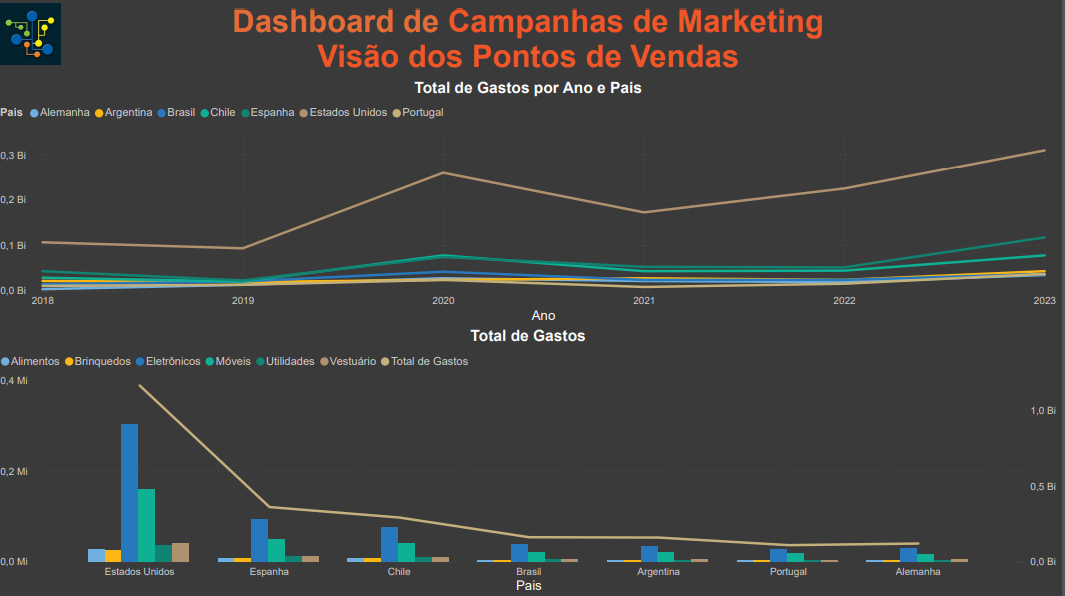 Dashboard de Campanhas de Marketing
Visão dos Pontos de Vendas
Total de Gastos por Ano e Pais
Pais Alemanha Argentina Brasil Chile Espanha Estados Unidos Portugal
0,3 Bi
0,2 Bi
0,1 Bi
0,0 Bi
2018 2019 2020 2021 2022 2023
Ano
Total de Gastos
Alimentos Brinquedos Eletrônicos Móveis Utilidades Vestuário Total de Gastos
0,4 Mi
1,0 Bi
0,2 Mi
0,5 Bi
0,0 Mi 0,0 Bi
Estados Unidos Espanha Chile Brasil Argentina Portugal Alemanha
Pais